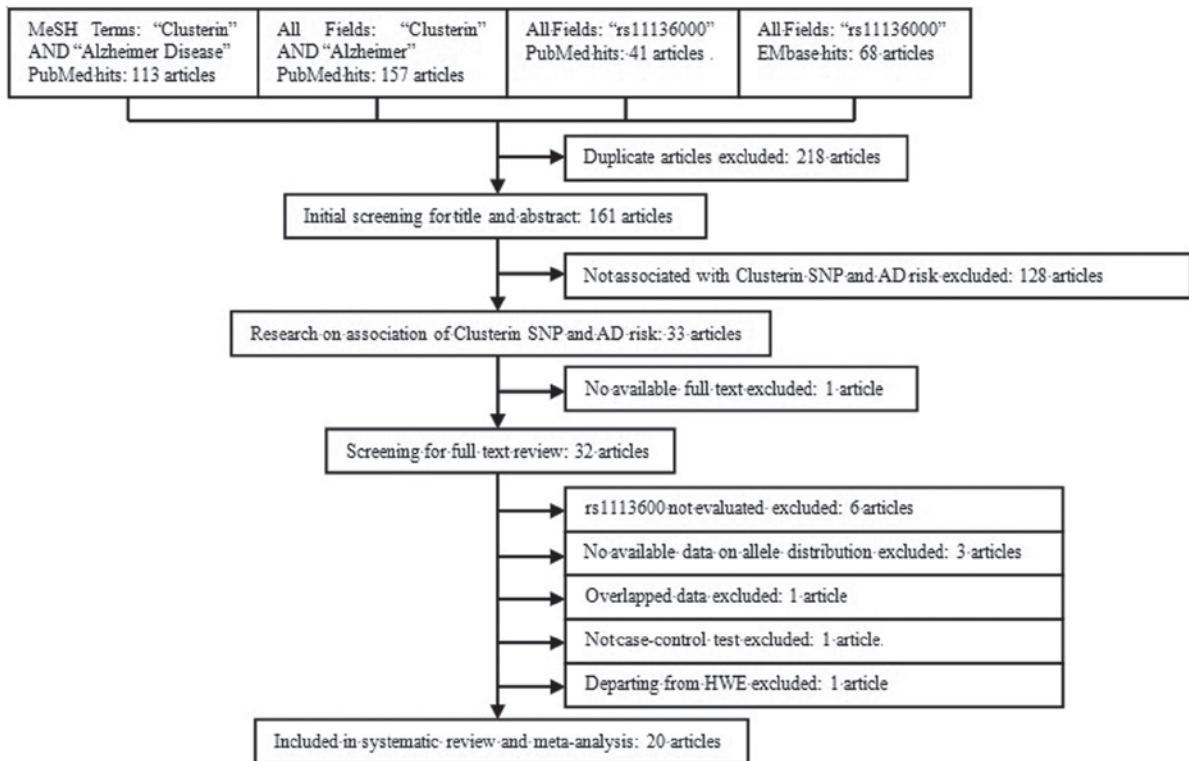 MeSH Terms: "Clusterin"
AND "Alzheimer Disease"
PubMed hits: 113 articles
All Fields: "Clusterin"
AND "Alzheimer"
PubMed hits: 157 articles
All Fields: "rs11136000"
PubMed hits: 41 articles .
All Fields: "rs11136000"
EMbase hits: 68 articles
Duplicate articles excluded: 218 articles
Initial screening for title and abstract: 161 articles
Not associated with Clusterin SNP and AD risk excluded: 128 articles
Research on association of Clusterin SNP and AD risk: 33 articles
No available full text excluded: 1 article
Screening for full text review: 32 articles
rs1113600 not evaluated excluded: 6 articles
No available data on allele distribution excluded: 3 articles
Overlapped data excluded: 1 article
Not case-control test excluded: 1 article.
Departing from HWE excluded: 1 article
Included in systematic review and meta-analysis: 20 articles